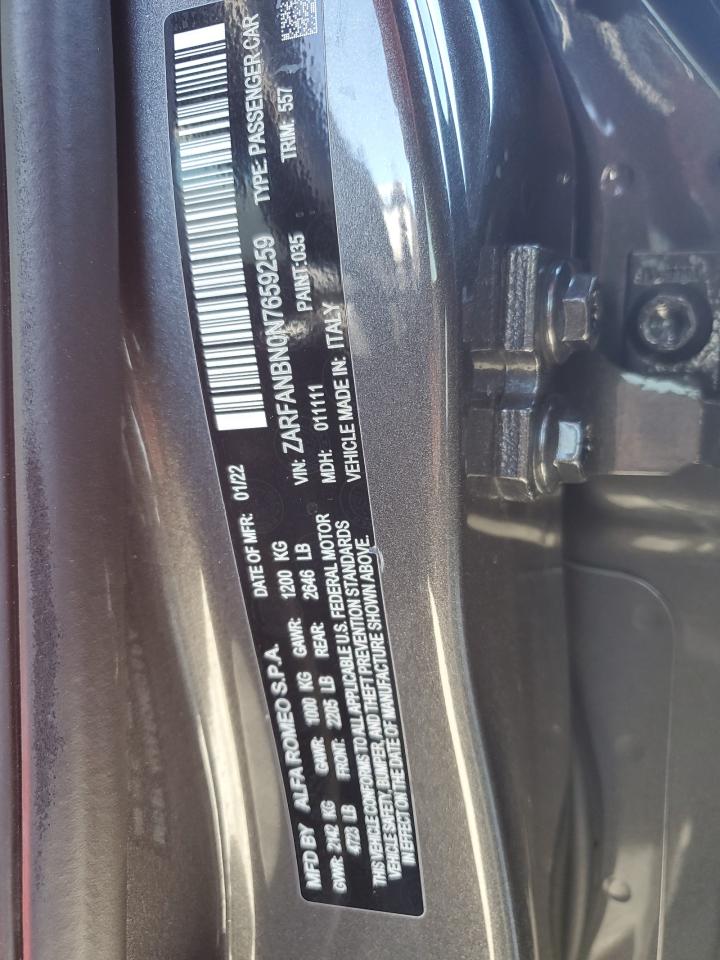 MFD BY ALFA ROMEO S.P.A. DATE OF MFR: 01/22
GVWR: 2142 KG GAWR: 1000 KG GAWR: 1200 KG
4723 LB FRONT: 2205 LB REAR: 2646 LB
THIS VEHICLE CONFORMS TO ALL APPLICABLE U.S. FEDERAL MOTOR
VEHICLE SAFETY, BUMPER, AND THEFT PREVENTION STANDARDS
IN EFFECT ON THE DATE OF MANUFACTURE SHOWN ABOVE.
VIN: ZARFANBN0N7659259 TYPE: PASSENGER CAR
MDH: 011111 PAINT: 035 TRIM: 557
VEHICLE MADE IN: ITALY